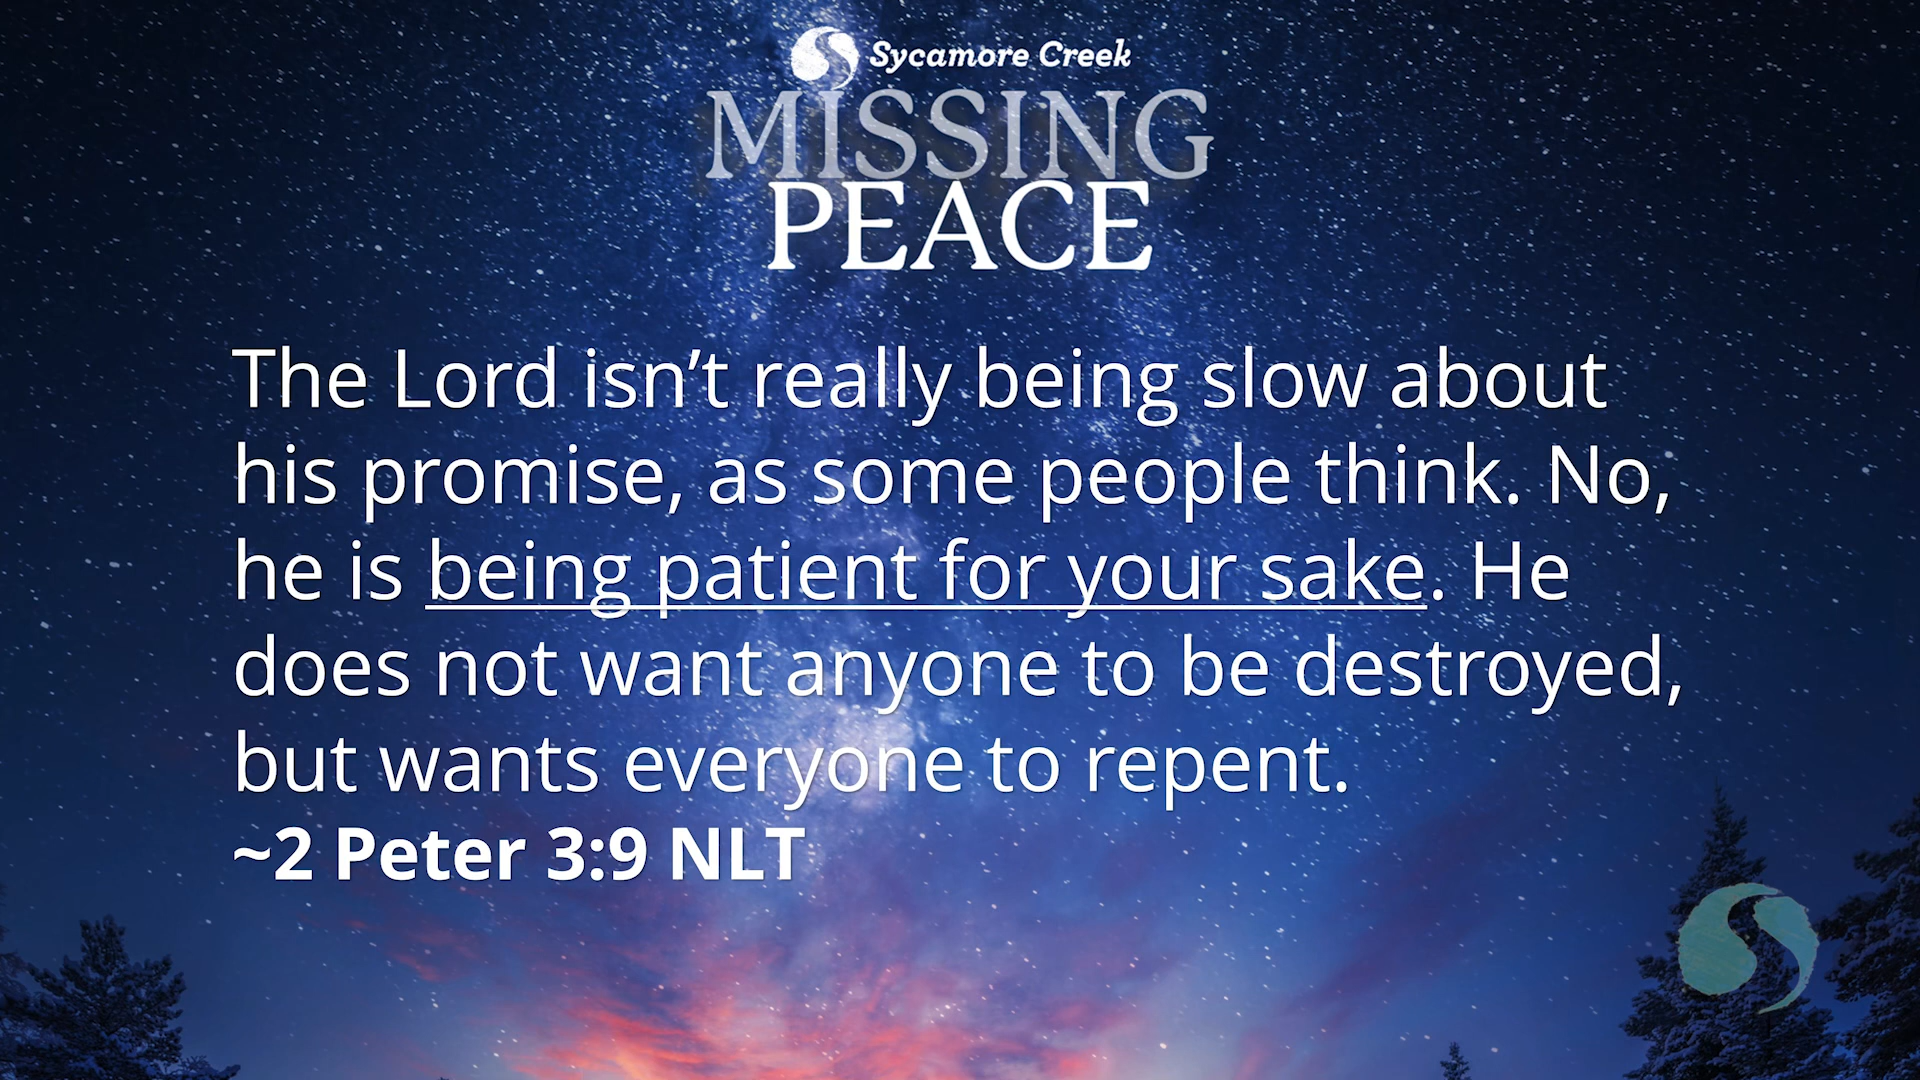 Sycamore Creek
MISSING
PEACE
The Lord isn’t really being slow about
his promise, as some people think. No,
he is being patient for your sake. He
does not want anyone to be destroyed,
but wants everyone to repent.
~2 Peter 3:9 NLT